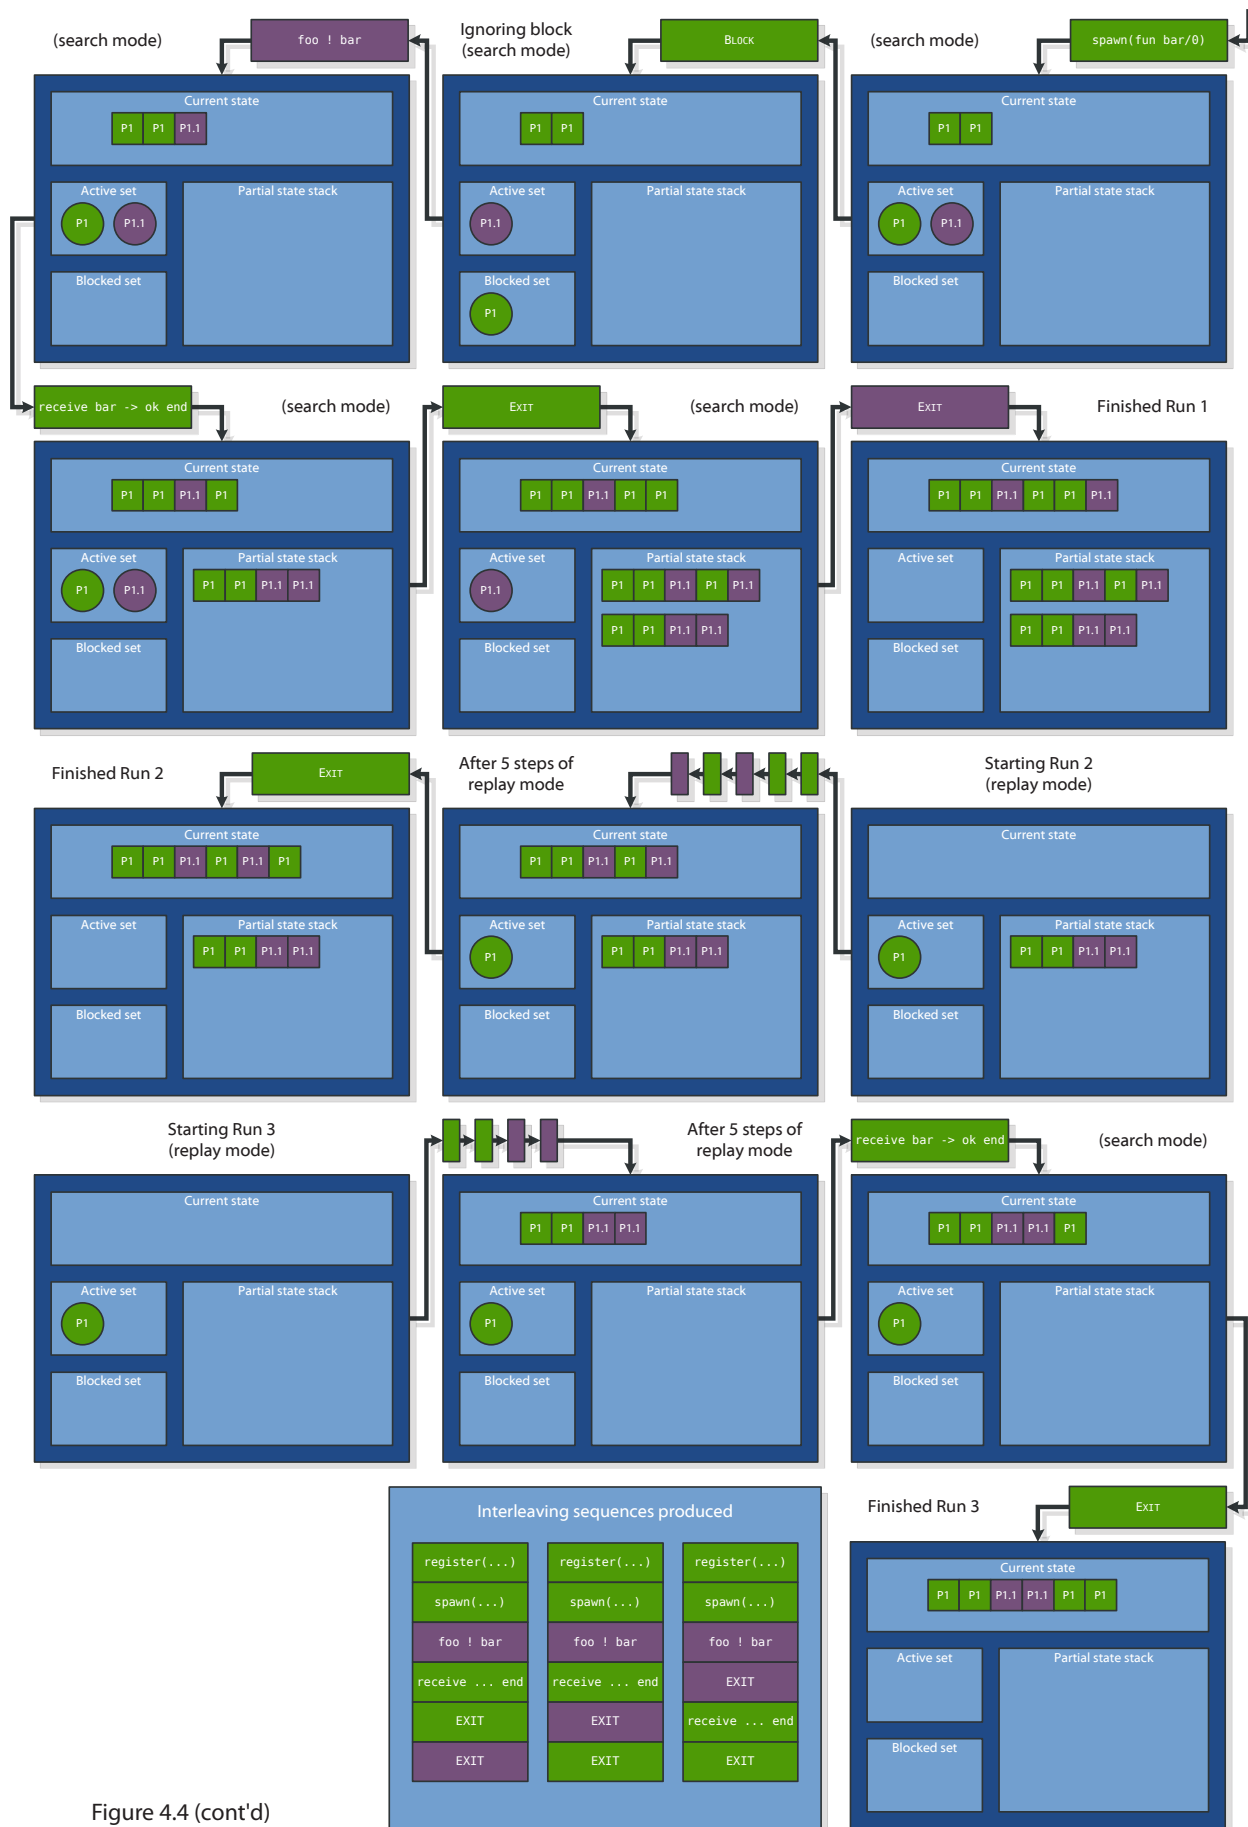 (search mode)
foo ! bar
Ignoring block
(search mode)
BLOCK
(search mode)
spawn(fun bar/0)
Current state
P1 P1 P1.1
Active set
P1 P1.1
Partial state stack
Blocked set
Current state
P1 P1
Active set
P1.1
Partial state stack
Blocked set
P1
Current state
P1 P1
Active set
P1 P1.1
Partial state stack
Blocked set
receive bar -> ok end
(search mode)
EXIT
(search mode)
EXIT
Finished Run 1
Current state
P1 P1 P1.1 P1
Active set
P1 P1.1
Partial state stack
P1 P1 P1.1 P1.1
Blocked set
Current state
P1 P1 P1.1 P1 P1
Active set
P1.1
Partial state stack
P1 P1 P1.1 P1 P1.1
P1 P1 P1.1 P1.1
Blocked set
Current state
P1 P1 P1.1 P1 P1 P1.1
Active set
Partial state stack
P1 P1 P1.1 P1 P1.1
P1 P1 P1.1 P1.1
Blocked set
Finished Run 2
EXIT
After 5 steps of
replay mode
Starting Run 2
(replay mode)
Current state
P1 P1 P1.1 P1 P1.1 P1
Active set
Partial state stack
P1 P1 P1.1 P1.1
Blocked set
Current state
P1 P1 P1.1 P1 P1.1
Active set
P1
Partial state stack
P1 P1 P1.1 P1.1
Blocked set
Current state
Active set
P1
Partial state stack
P1 P1 P1.1 P1.1
Blocked set
Starting Run 3
(replay mode)
After 5 steps of
replay mode
receive bar -> ok end
(search mode)
Current state
Active set
P1
Partial state stack
Blocked set
Current state
P1 P1 P1.1 P1.1
Active set
P1
Partial state stack
Blocked set
Current state
P1 P1 P1.1 P1.1 P1
Active set
P1
Partial state stack
Blocked set
Interleaving sequences produced
register(...) register(...) register(...)
spawn(...) spawn(...) spawn(...)
foo ! bar foo ! bar foo ! bar
receive ... end receive ... end EXIT
EXIT EXIT receive ... end
EXIT EXIT EXIT
Finished Run 3
EXIT
Current state
P1 P1 P1.1 P1.1 P1 P1
Active set
Partial state stack
Blocked set
Figure 4.4 (cont'd)